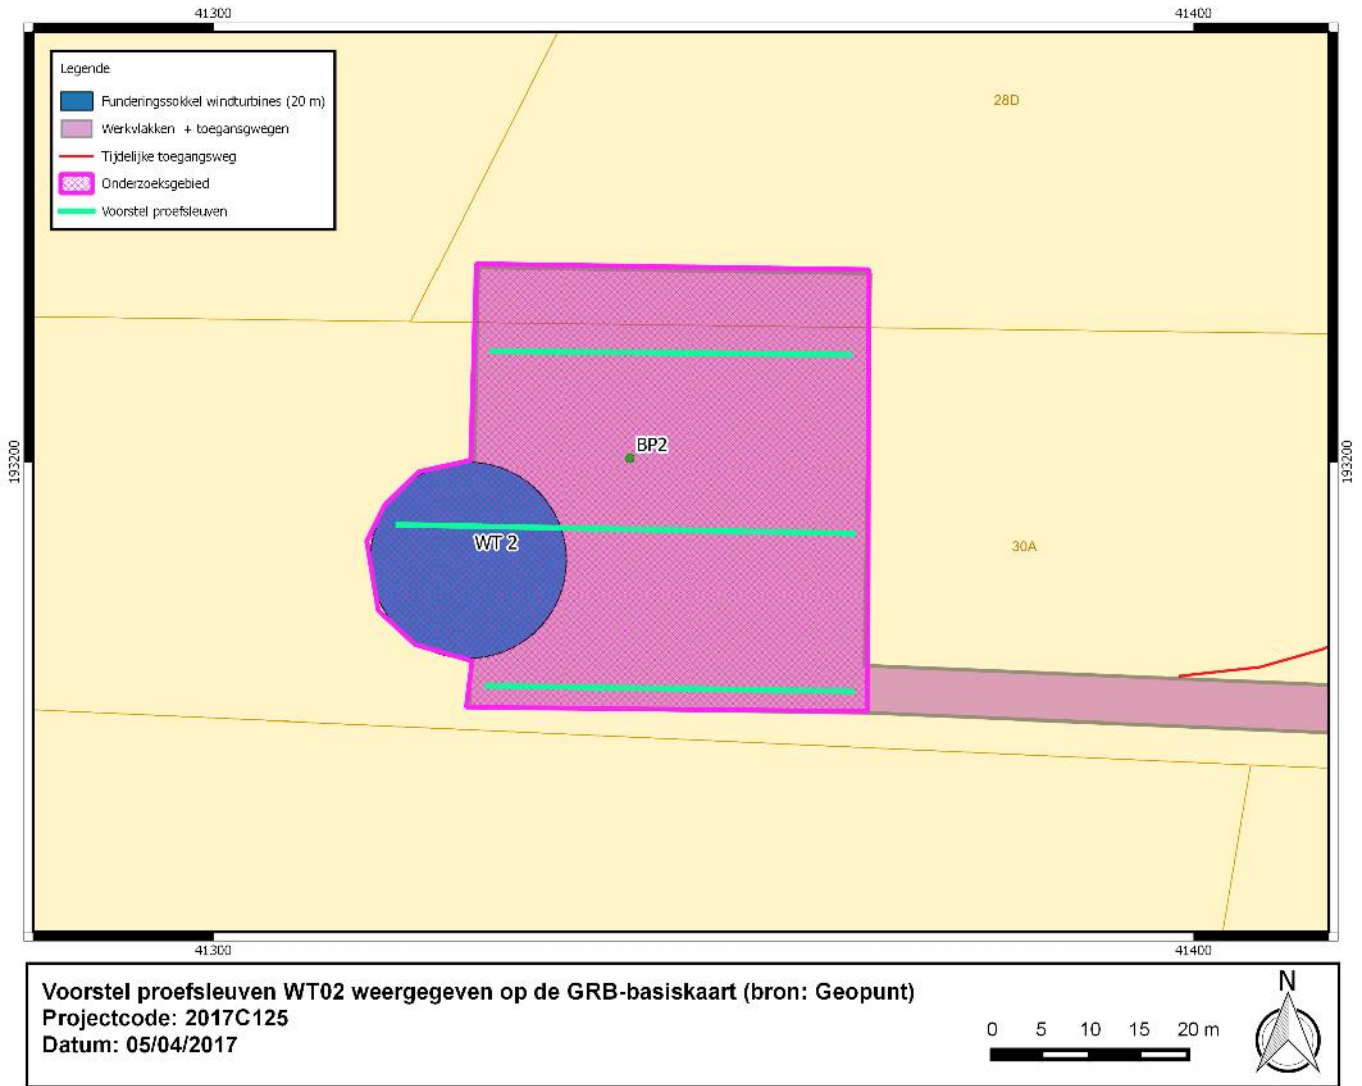 41300 41400
Legende
Funderingssokkel windturbines (20 m)
Werkvlakken + toegansgwegen
Tijdelijke toegangsweg
Onderzoeksgebied
Voorstel proefsleuven
28D
BP2
193200 193200
WT 2
30A
41300 41400
Voorstel proefsleuven WT02 weergegeven op de GRB-basiskaart (bron: Geopunt)
Projectcode: 2017C125
Datum: 05/04/2017
0 5 10 15 20 m
N